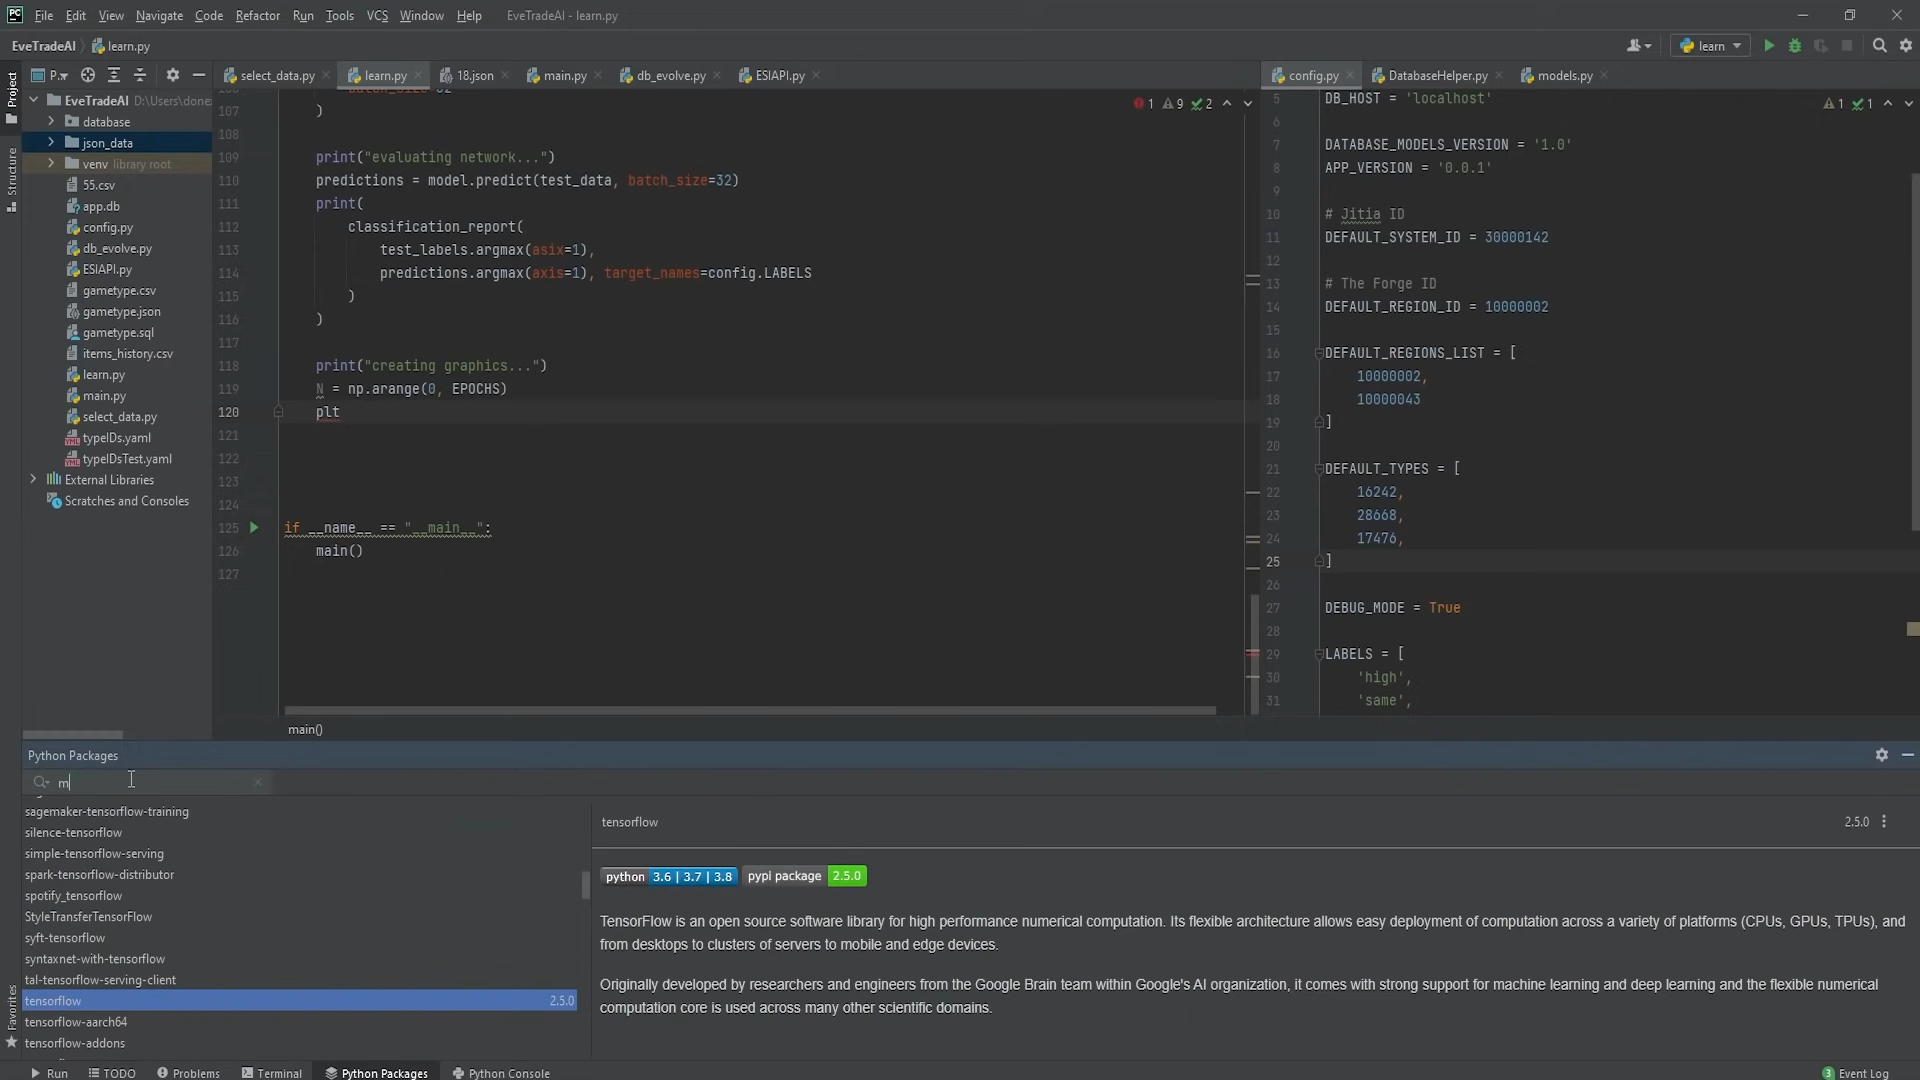 PC File Edit View Navigate Code Refactor Run Tools VCS Window Help EveTradeAI - learn.py
EveTradeAI learn.py
learn
Project
P..
select_data.py learn.py 18.json main.py db_evolve.py ESIAPI.py
config.py DatabaseHelper.py models.py
EveTradeAI D:\Users\done
database
json_data
venv library root
55.csv
app.db
config.py
db_evolve.py
ESIAPI.py
gametype.csv
gametype.json
gametype.sql
items_history.csv
learn.py
main.py
select_data.py
typeIDs.yaml
typeIDsTest.yaml
External Libraries
Scratches and Consoles
Structure
Favorites
1 9 2
107 )
108
109 print("evaluating network...")
110 predictions = model.predict(test_data, batch_size=32)
111 print(
112 classification_report(
113 test_labels.argmax(asix=1),
114 predictions.argmax(axis=1), target_names=config.LABELS
115 )
116 )
117
118 print("creating graphics...")
119 N = np.arange(0, EPOCHS)
120 plt
121
122
123
124
125 if __name__ == "__main__":
126 main()
127
main()
1 1
5 DB_HOST = 'localhost'
6
7 DATABASE_MODELS_VERSION = '1.0'
8 APP_VERSION = '0.0.1'
9
10 # Jitia ID
11 DEFAULT_SYSTEM_ID = 30000142
12
13 # The Forge ID
14 DEFAULT_REGION_ID = 10000002
15
16 DEFAULT_REGIONS_LIST = [
17 10000002,
18 10000043
19 ]
20
21 DEFAULT_TYPES = [
22 16242,
23 28668,
24 17476,
25 ]
26
27 DEBUG_MODE = True
28
29 LABELS = [
30 'high',
31 'same',
Python Packages
m
sagemaker-tensorflow-training
silence-tensorflow
simple-tensorflow-serving
spark-tensorflow-distributor
spotify_tensorflow
StyleTransferTensorFlow
syft-tensorflow
syntaxnet-with-tensorflow
tal-tensorflow-serving-client
tensorflow 2.5.0
tensorflow-aarch64
tensorflow-addons
tensorflow 2.5.0
python 3.6 | 3.7 | 3.8 pypi package 2.5.0
TensorFlow is an open source software library for high performance numerical computation. Its flexible architecture allows easy deployment of computation across a variety of platforms (CPUs, GPUs, TPUs), and
from desktops to clusters of servers to mobile and edge devices.
Originally developed by researchers and engineers from the Google Brain team within Google's AI organization, it comes with strong support for machine learning and deep learning and the flexible numerical
computation core is used across many other scientific domains.
Run TODO Problems Terminal Python Packages Python Console 3 Event Log